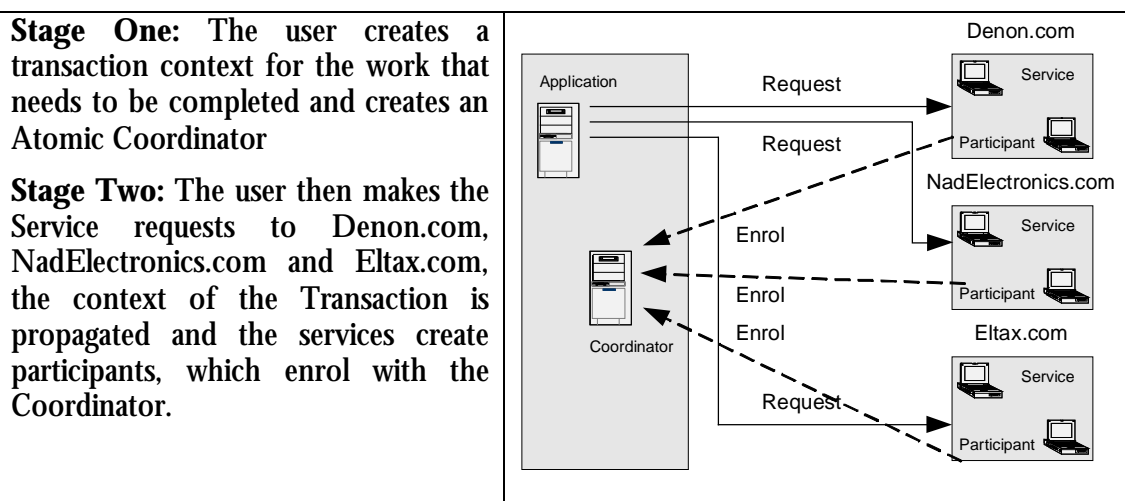 Stage One: The user creates a
transaction context for the work that
needs to be completed and creates an
Atomic Coordinator
Stage Two: The user then makes the
Service requests to Denon.com,
NadElectronics.com and Eltax.com,
the context of the Transaction is
propagated and the services create
participants, which enrol with the
Coordinator.
Denon.com
Application
Request
Service
Request
Participant
NadElectronics.com
Enrol
Service
Enrol
Participant
Enrol
Eltax.com
Coordinator
Service
Request
Participant